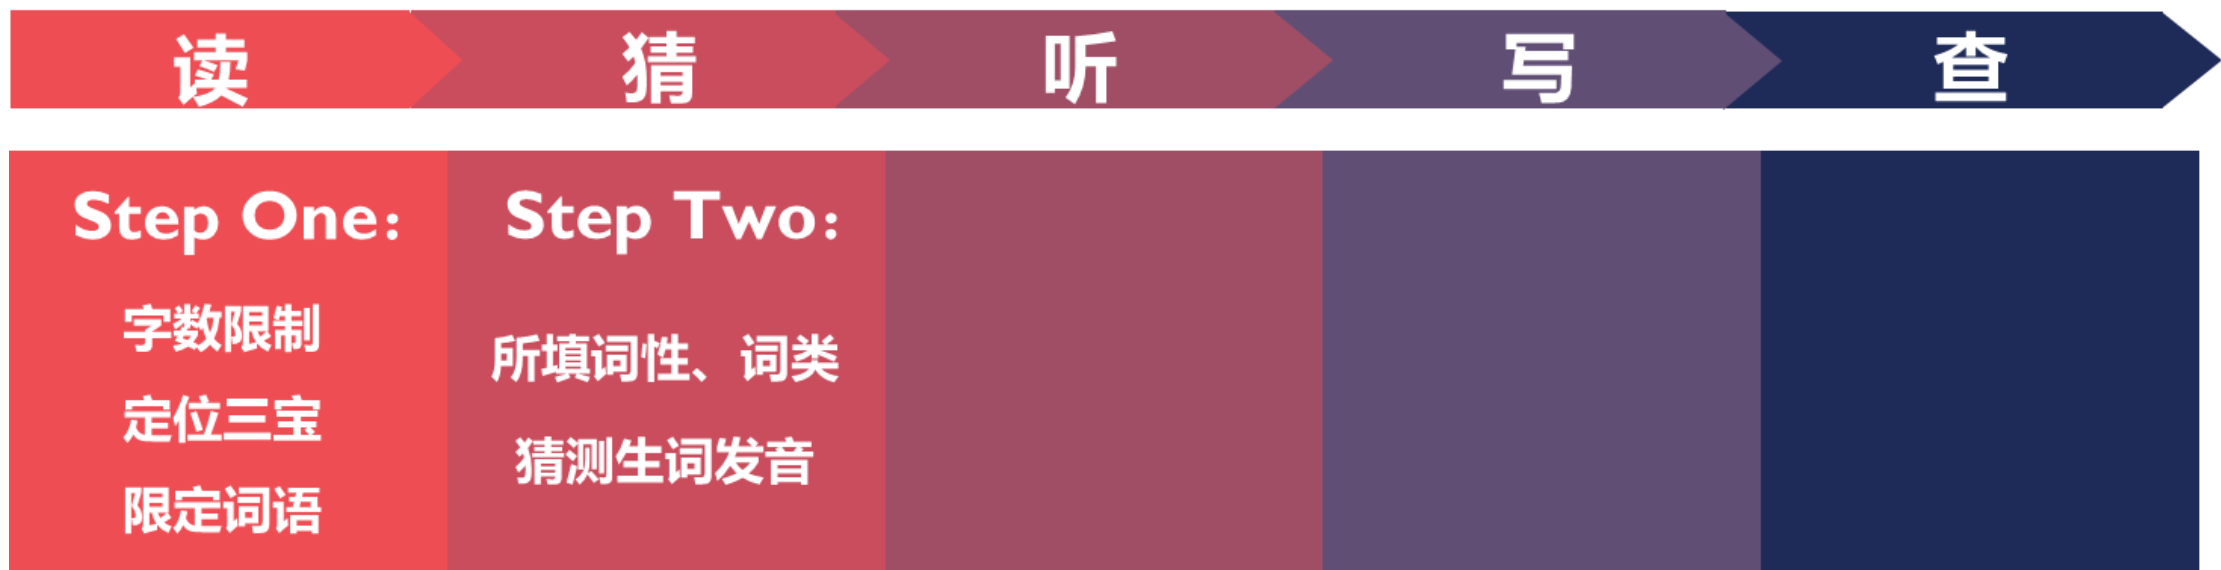 读 猜 听 写 查
Step One:
字数限制
定位三宝
限定词语
Step Two:
所填词性、词类
猜测生词发音